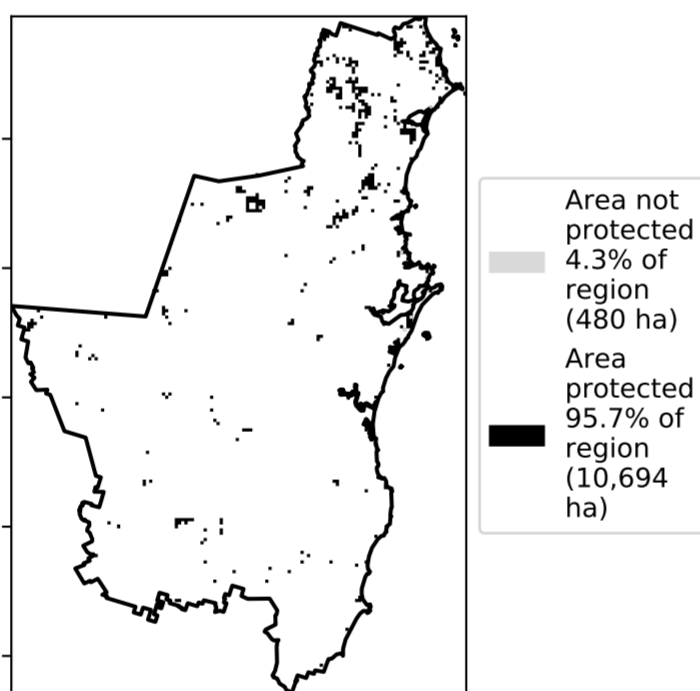 Area not
protected
4.3% of
region
(480 ha)
Area
protected
95.7% of
region
(10,694
ha)